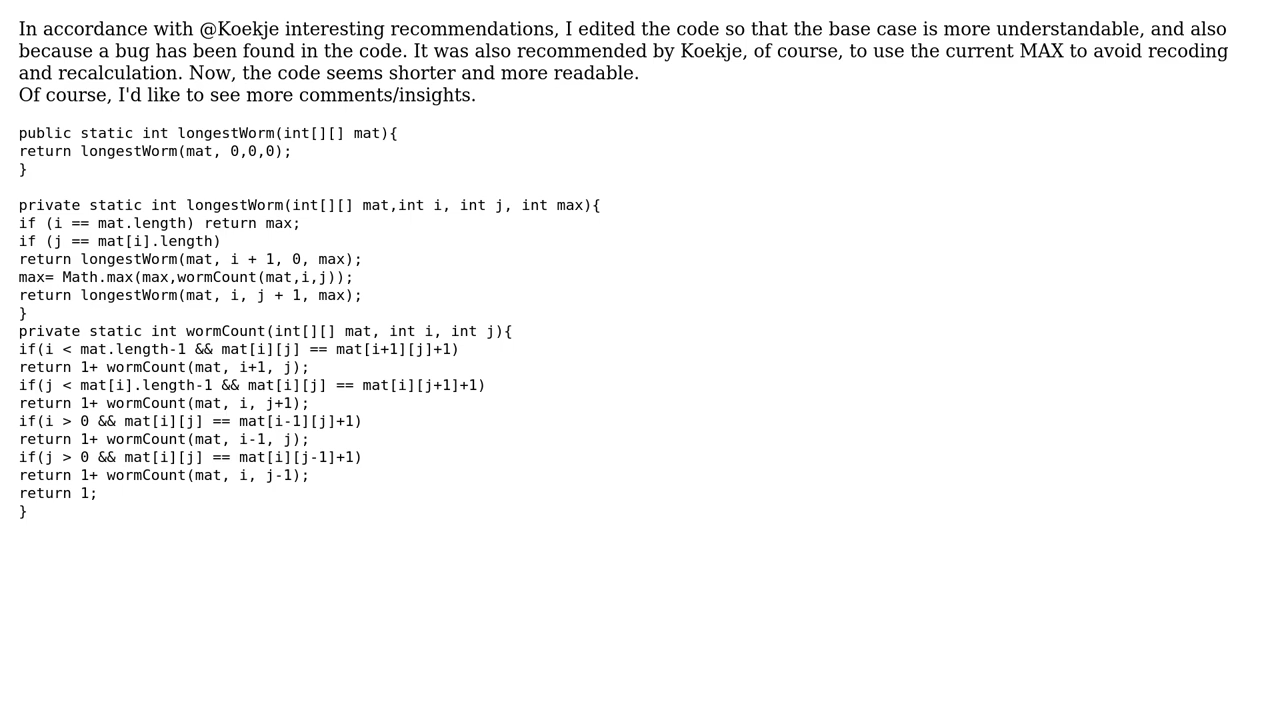 In accordance with @Koekje interesting recommendations, I edited the code so that the base case is more understandable, and also
because a bug has been found in the code. It was also recommended by Koekje, of course, to use the current MAX to avoid recoding
and recalculation. Now, the code seems shorter and more readable.
Of course, I'd like to see more comments/insights.
public static int longestWorm(int[][] mat){
return longestWorm(mat, 0,0,0);
}
private static int longestWorm(int[][] mat,int i, int j, int max){
if (i == mat.length) return max;
if (j == mat[i].length)
return longestWorm(mat, i + 1, 0, max);
max= Math.max(max,wormCount(mat,i,j));
return longestWorm(mat, i, j + 1, max);
}
private static int wormCount(int[][] mat, int i, int j){
if(i < mat.length-1 && mat[i][j] == mat[i+1][j]+1)
return 1+ wormCount(mat, i+1, j);
if(j < mat[i].length-1 && mat[i][j] == mat[i][j+1]+1)
return 1+ wormCount(mat, i, j+1);
if(i > 0 && mat[i][j] == mat[i-1][j]+1)
return 1+ wormCount(mat, i-1, j);
if(j > 0 && mat[i][j] == mat[i][j-1]+1)
return 1+ wormCount(mat, i, j-1);
return 1;
}